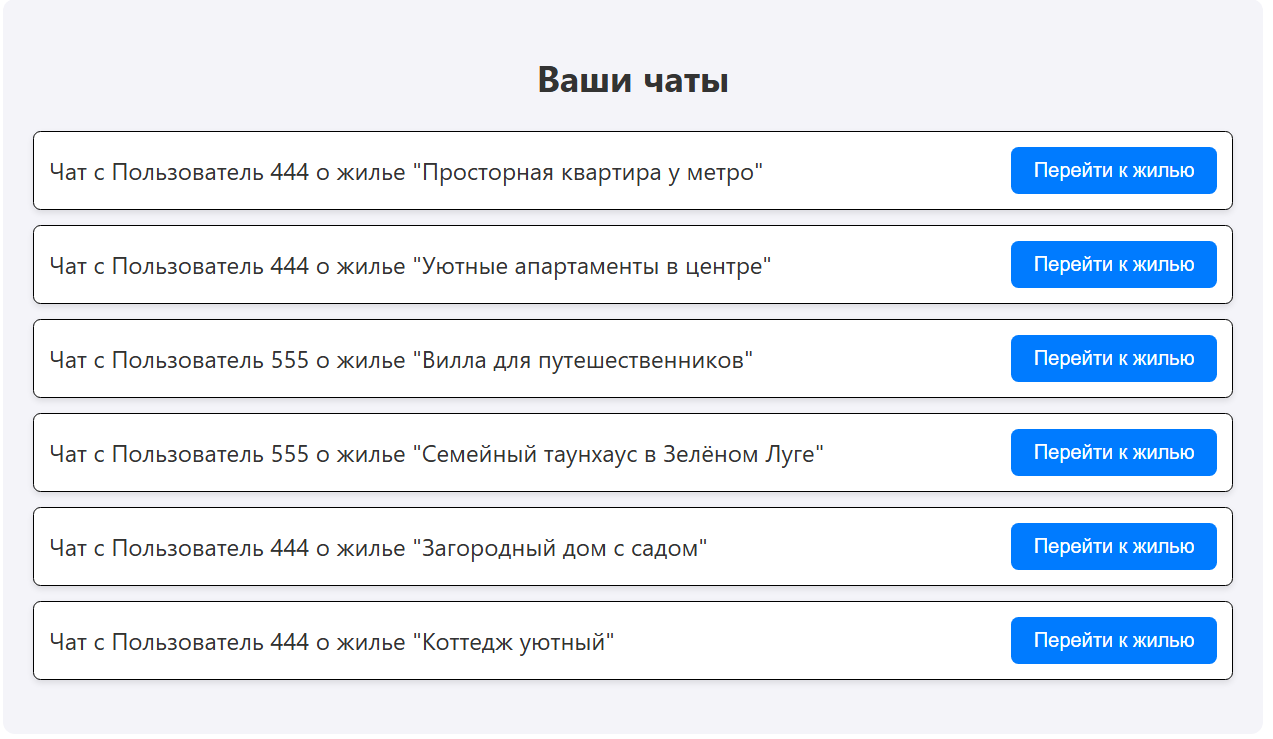 Ваши чаты
Чат с Пользователь 444 о жилье "Просторная квартира у метро"
Перейти к жилью
Чат с Пользователь 444 о жилье "Уютные апартаменты в центре"
Перейти к жилью
Чат с Пользователь 555 о жилье "Вилла для путешественников"
Перейти к жилью
Чат с Пользователь 555 о жилье "Семейный таунхаус в Зелёном Луге"
Перейти к жилью
Чат с Пользователь 444 о жилье "Загородный дом с садом"
Перейти к жилью
Чат с Пользователь 444 о жилье "Коттедж уютный"
Перейти к жилью